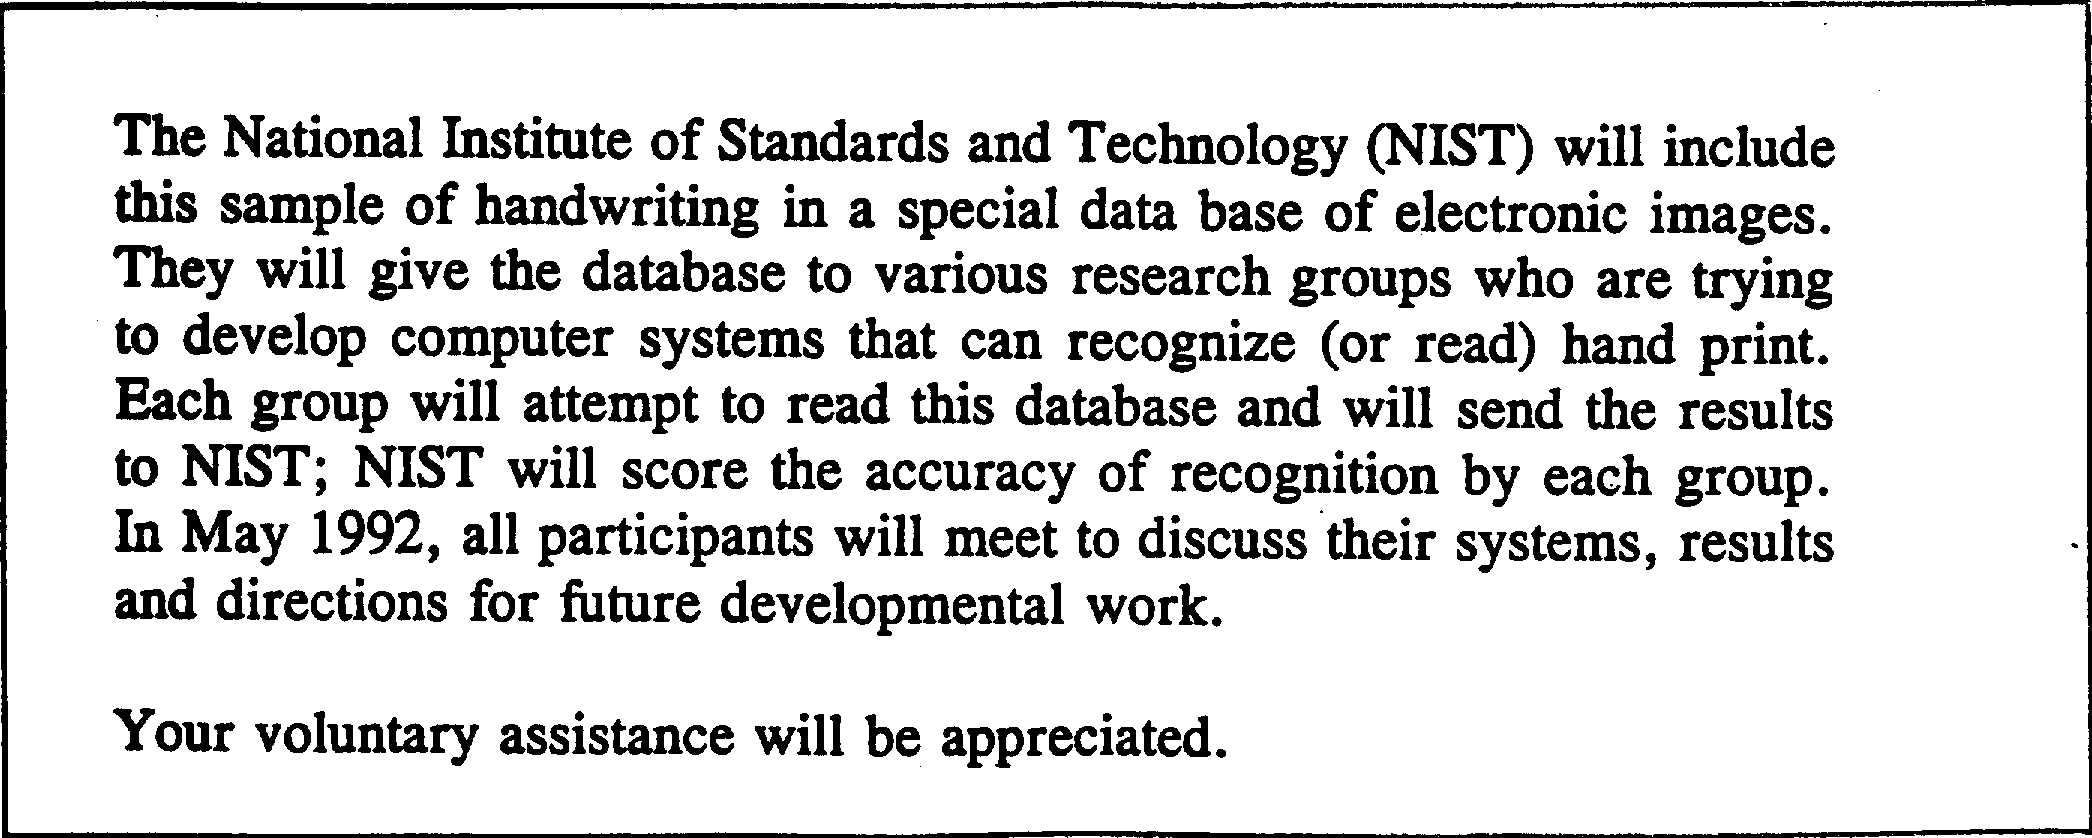 The National Institute of Standards and Technology (NIST) will include
this sample of handwriting in a special data base of electronic images.
They will give the database to various research groups who are trying
to develop computer systems that can recognize (or read) hand print.
Each group will attempt to read this database and will send the results
to NIST; NIST will score the accuracy of recognition by each group.
In May 1992, all participants will meet to discuss their systems, results
and directions for future developmental work.
Your voluntary assistance will be appreciated.